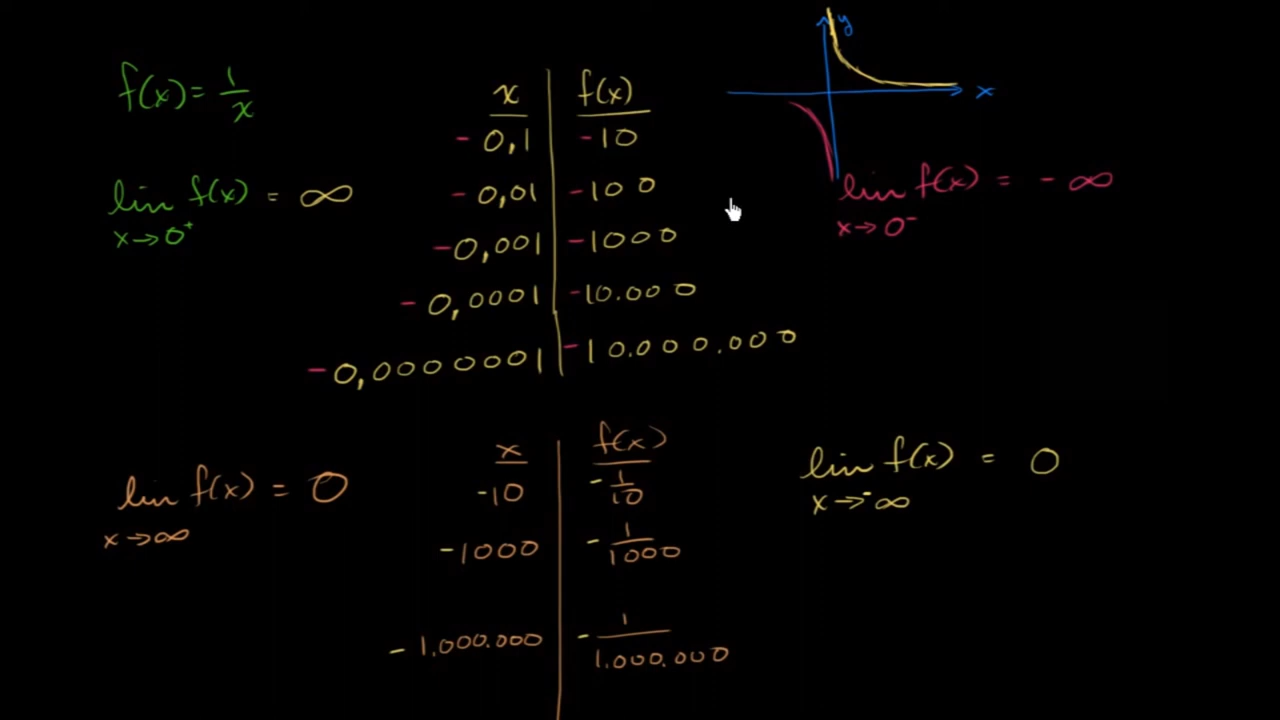 f(x) = 1/x
lim f(x) = ∞
x → 0⁺
x | f(x)
-0,1 | -10
-0,01 | -100
-0,001 | -1000
-0,0001 | -10.000
-0,0000001 | -10.000.000
y
x
lim f(x) = -∞
x → 0⁻
lim f(x) = 0
x → ∞
x | f(x)
-10 | -1/10
-1000 | -1/1000
-1.000.000 | -1/1.000.000
lim f(x) = 0
x → -∞